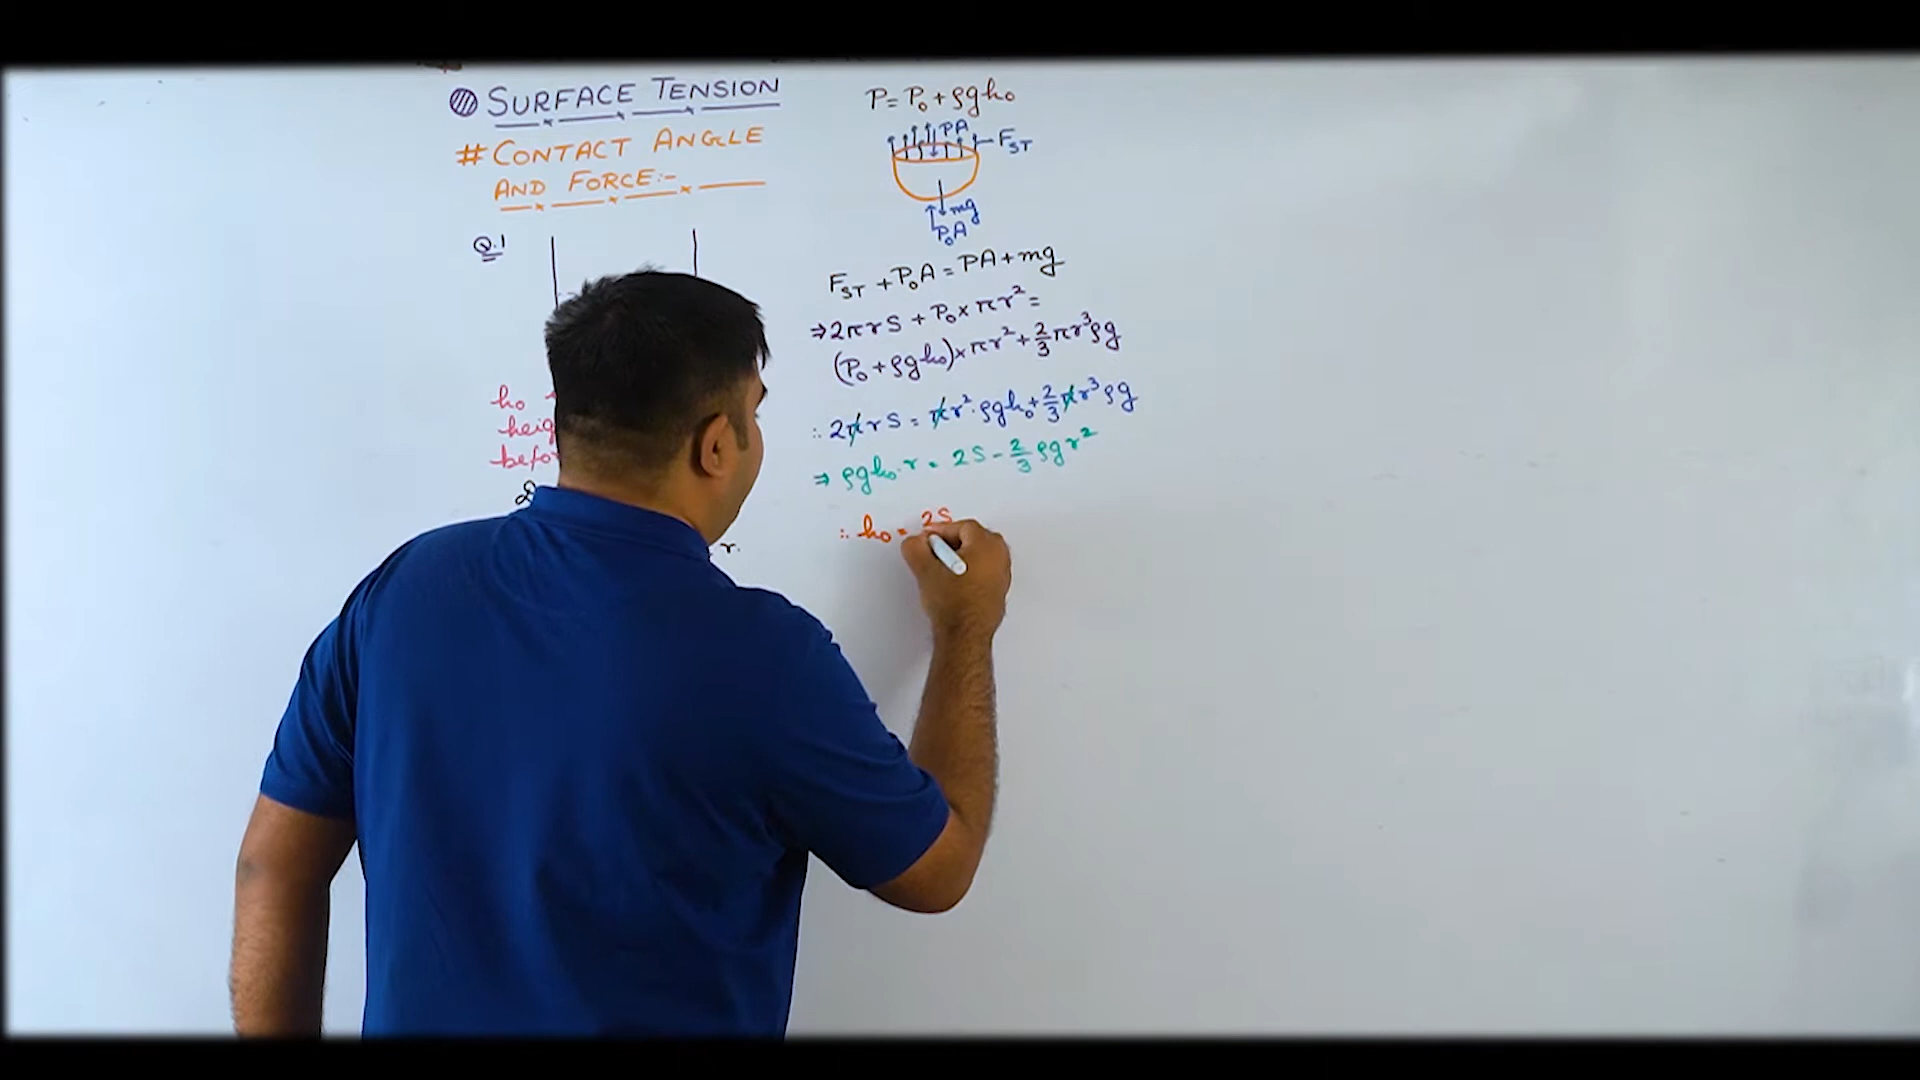 SURFACE TENSION
# CONTACT ANGLE
AND FORCE:-
Q.1
ho
heig
befo
r.
P = P₀ + ρgh₀
PA
F_ST
mg
P₀A
F_ST + P₀A = PA + mg
⇒ 2πrS + P₀ × πr² =
(P₀ + ρgh₀) × πr² + 2/3 πr³ρg
∴ 2πrS = πr² · ρgh₀ + 2/3 πr³ρg
⇒ ρgh₀ · r = 2S - 2/3 ρgr²
∴ h₀ = 2S